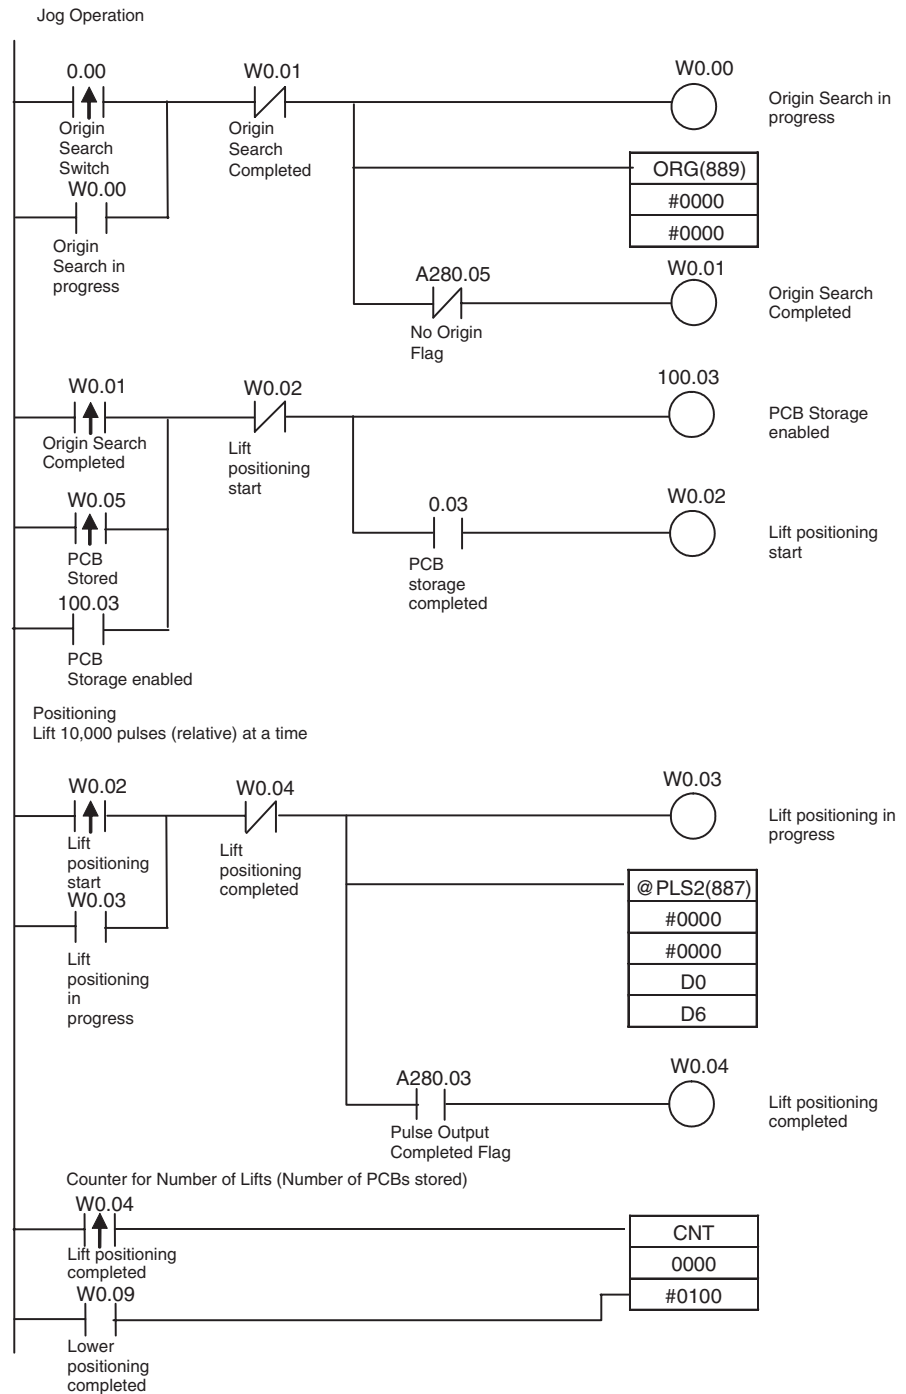 Jog Operation
0.00
W0.01
W0.00
Origin
Search
Switch
Origin
Search
Completed
Origin Search in
progress
ORG(889)
#0000
#0000
W0.00
Origin
Search in
progress
A280.05
W0.01
No Origin
Flag
Origin Search
Completed
W0.01
W0.02
100.03
Origin Search
Completed
Lift
positioning
start
PCB Storage
enabled
W0.05
PCB
Stored
0.03
W0.02
PCB
storage
completed
Lift positioning
start
100.03
PCB
Storage enabled
Positioning
Lift 10,000 pulses (relative) at a time
W0.02
W0.04
W0.03
Lift
positioning
start
Lift
positioning
completed
Lift positioning in
progress
W0.03
Lift
positioning
in
progress
@PLS2(887)
#0000
#0000
D0
D6
A280.03
W0.04
Pulse Output
Completed Flag
Lift positioning
completed
Counter for Number of Lifts (Number of PCBs stored)
W0.04
Lift positioning
completed
CNT
0000
#0100
W0.09
Lower
positioning
completed